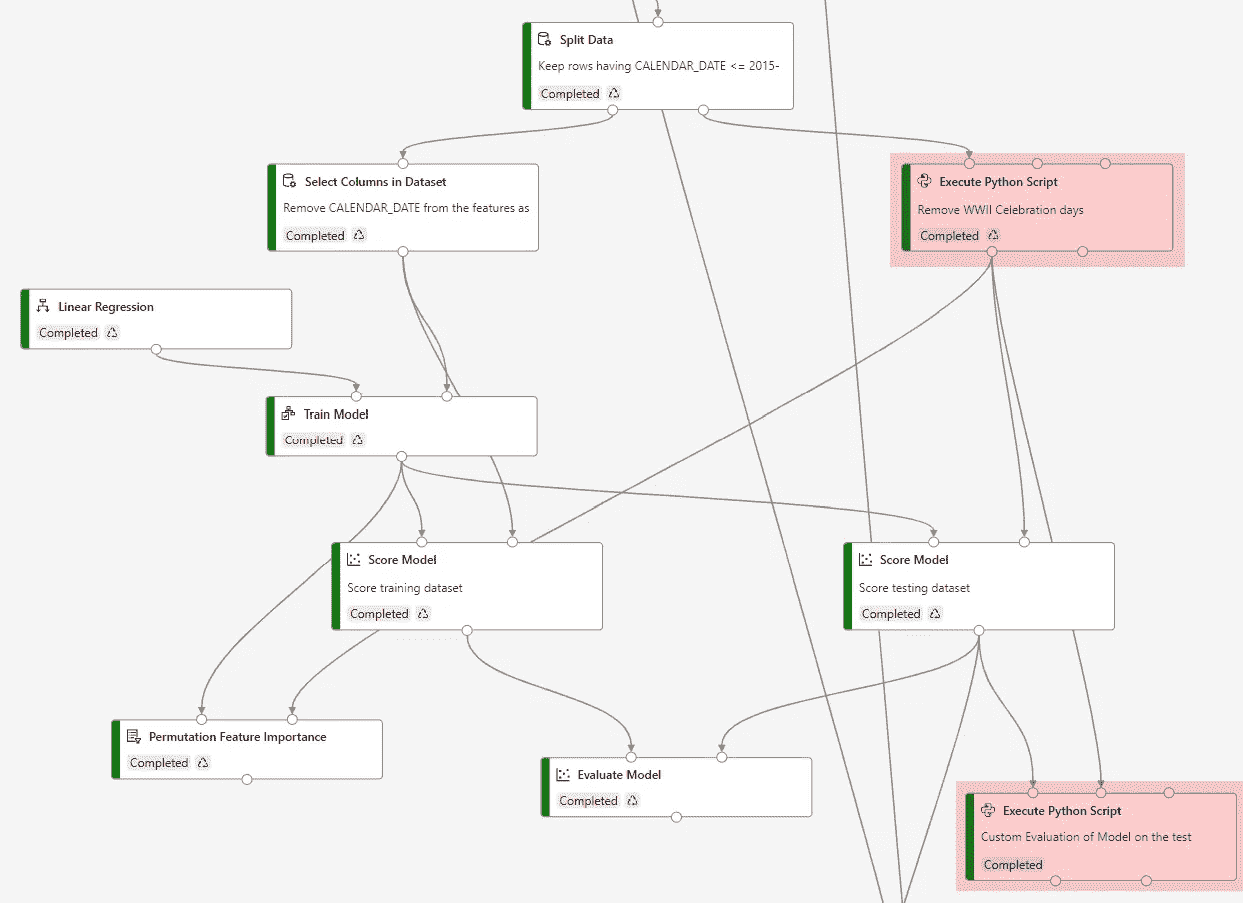 Split Data
Keep rows having CALENDAR_DATE <= 2015-
Completed
Select Columns in Dataset
Remove CALENDAR_DATE from the features as
Completed
Execute Python Script
Remove WWII Celebration days
Completed
Linear Regression
Completed
Train Model
Completed
Score Model
Score training dataset
Completed
Score Model
Score testing dataset
Completed
Permutation Feature Importance
Completed
Evaluate Model
Completed
Execute Python Script
Custom Evaluation of Model on the test
Completed